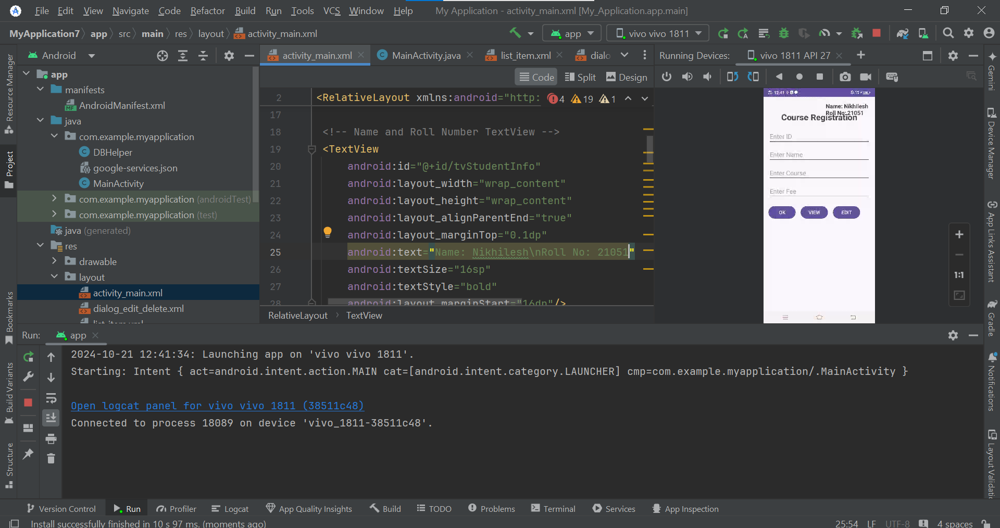 File Edit View Navigate Code Refactor Build Run Tools VCS Window Help My Application - activity_main.xml [My_Application.app.main]
MyApplication7 app src main res layout activity_main.xml app vivo vivo 1811
Android
activity_main.xml MainActivity.java list_item.xml dialo
Running Devices: vivo 1811 API 27
Code Split Design
Resource Manager
Project
Bookmarks
Build Variants
Structure
app
manifests
AndroidManifest.xml
java
com.example.myapplication
DBHelper
google-services.json
MainActivity
com.example.myapplication (androidTest)
com.example.myapplication (test)
java (generated)
res
drawable
layout
activity_main.xml
dialog_edit_delete.xml
list_item.xml
2 <RelativeLayout xmlns:android="http: 4 19 1
17
18 <!-- Name and Roll Number TextView -->
19 <TextView
20 android:id="@+id/tvStudentInfo"
21 android:layout_width="wrap_content"
22 android:layout_height="wrap_content"
23 android:layout_alignParentEnd="true"
24 android:layout_marginTop="0.1dp"
25 android:text="Name: Nikhilesh\nRoll No: 21051"
26 android:textSize="16sp"
27 android:textStyle="bold"
28 android:layout_marginStart="16dp"/>
RelativeLayout TextView
12:41
Name: Nikhilesh
Roll No: 21051
Course Registration
Enter ID
Enter Name
Enter Course
Enter Fee
OK VIEW EDIT
1:1
Gemini
Device Manager
App Links Assistant
Gradle
Notifications
Layout Validati
Run: app
2024-10-21 12:41:34: Launching app on 'vivo vivo 1811'.
Starting: Intent { act=android.intent.action.MAIN cat=[android.intent.category.LAUNCHER] cmp=com.example.myapplication/.MainActivity }
Open logcat panel for vivo vivo 1811 (38511c48)
Connected to process 18089 on device 'vivo_1811-38511c48'.
Version Control Run Profiler Logcat App Quality Insights Build TODO Problems Terminal Services App Inspection
Install successfully finished in 10 s 97 ms. (moments ago) 25:54 LF UTF-8 4 spaces